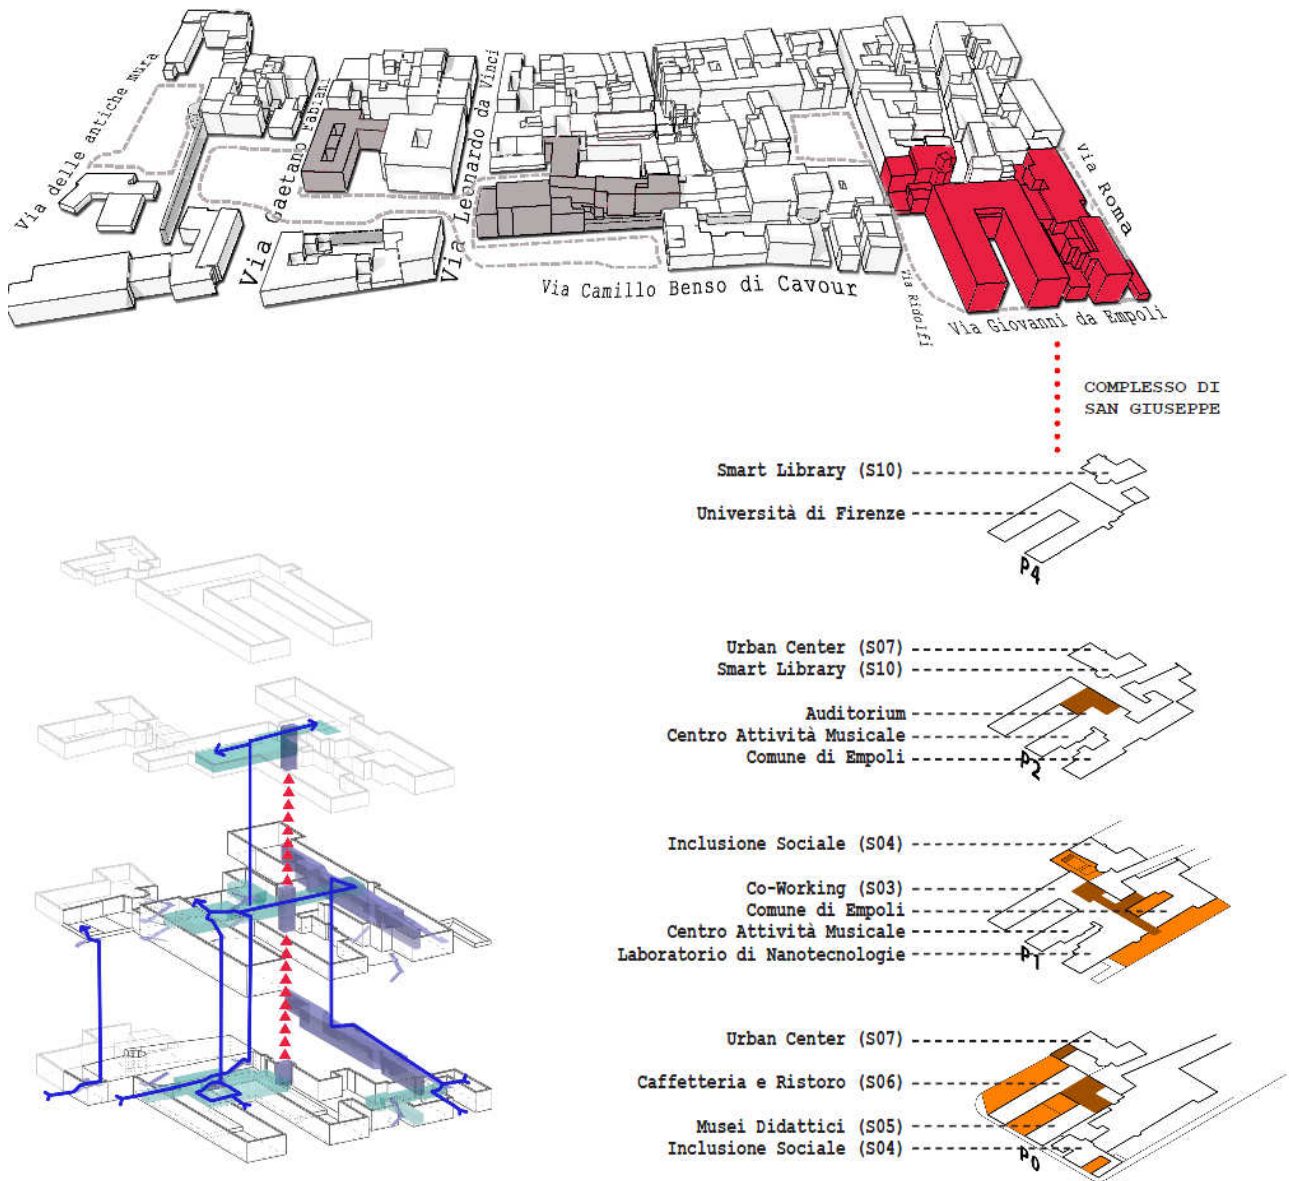 Via delle antiche mura
Via Gaetano Fabiani
Via Leonardo da Vinci
Via Camillo Benso di Cavour
Via Ridolfi
Via Giovanni da Empoli
Via Roma
COMPLESSO DI
SAN GIUSEPPE
Smart Library (S10)
Università di Firenze
P4
Urban Center (S07)
Smart Library (S10)
Auditorium
Centro Attività Musicale
Comune di Empoli
P2
Inclusione Sociale (S04)
Co-Working (S03)
Comune di Empoli
Centro Attività Musicale
Laboratorio di Nanotecnologie
P1
Urban Center (S07)
Caffetteria e Ristoro (S06)
Musei Didattici (S05)
Inclusione Sociale (S04)
P0